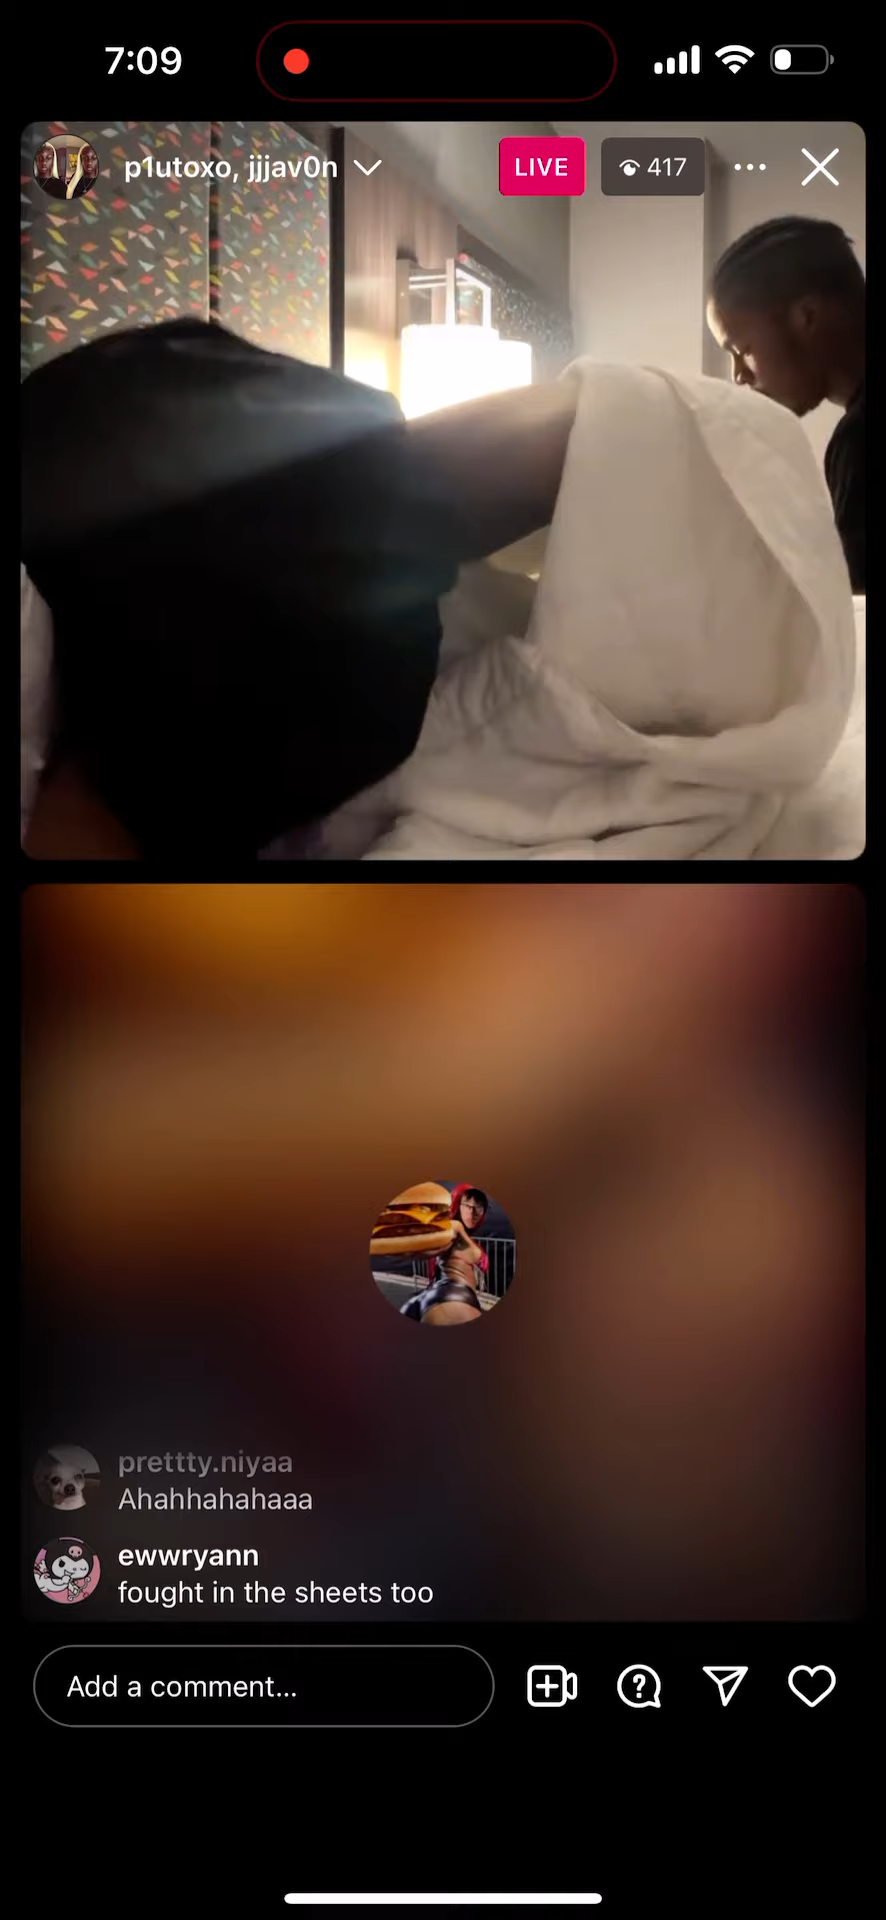 7:09
p1utoxo, jjjav0n
LIVE
417
prettty.niyaa
Ahahhahahaaa
ewwryann
fought in the sheets too
Add a comment...